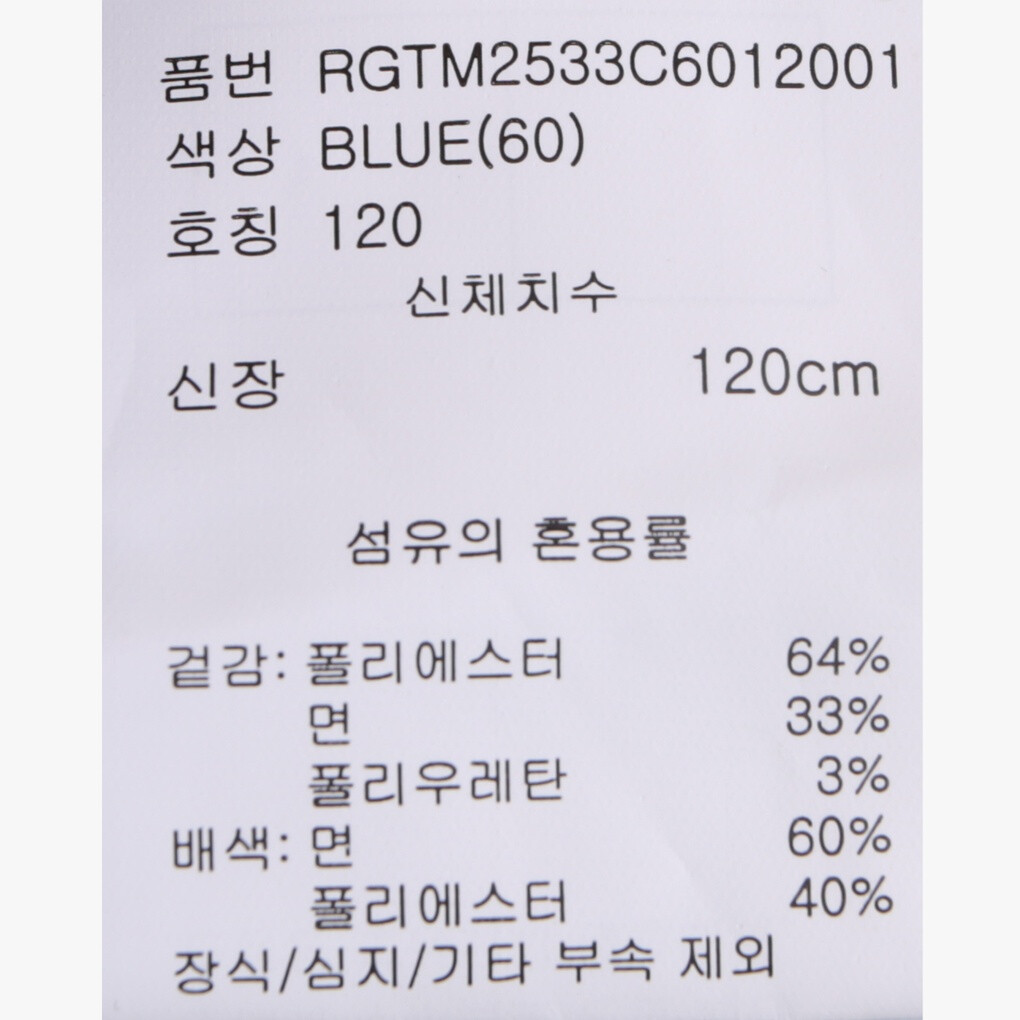 품번 RGTM2533C6012001
색상 BLUE(60)
호칭 120
신체치수
신장 120cm
섬유의 혼용률
겉감: 폴리에스터 64%
면 33%
폴리우레탄 3%
배색: 면 60%
폴리에스터 40%
장식/심지/기타 부속 제외